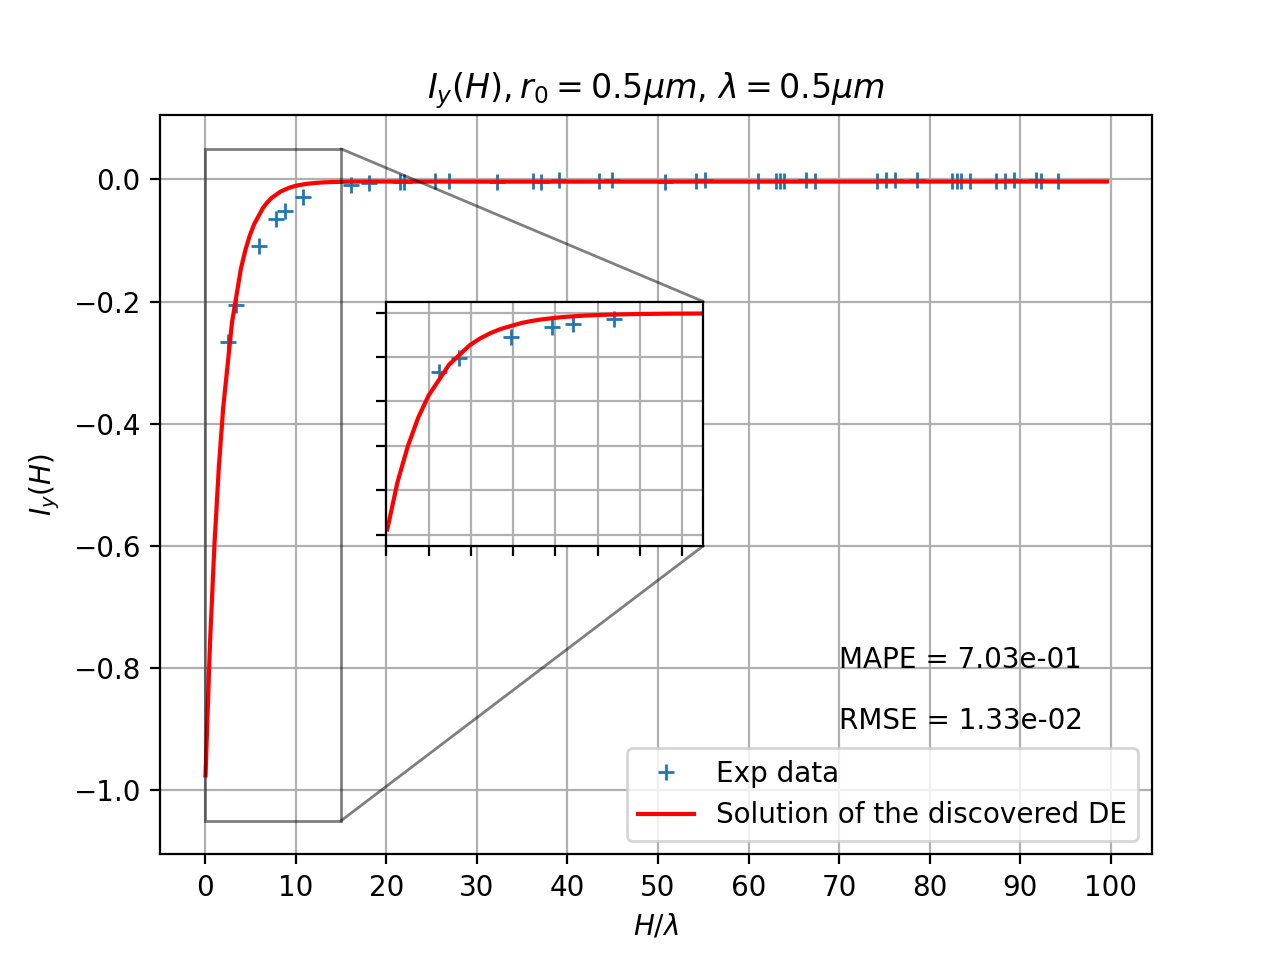 I_y(H), r_0 = 0.5μm, λ = 0.5μm
I_y(H)
0.0
−0.2
−0.4
−0.6
−0.8
−1.0
MAPE = 7.03e-01
RMSE = 1.33e-02
Exp data
Solution of the discovered DE
0 10 20 30 40 50 60 70 80 90 100
H/λ